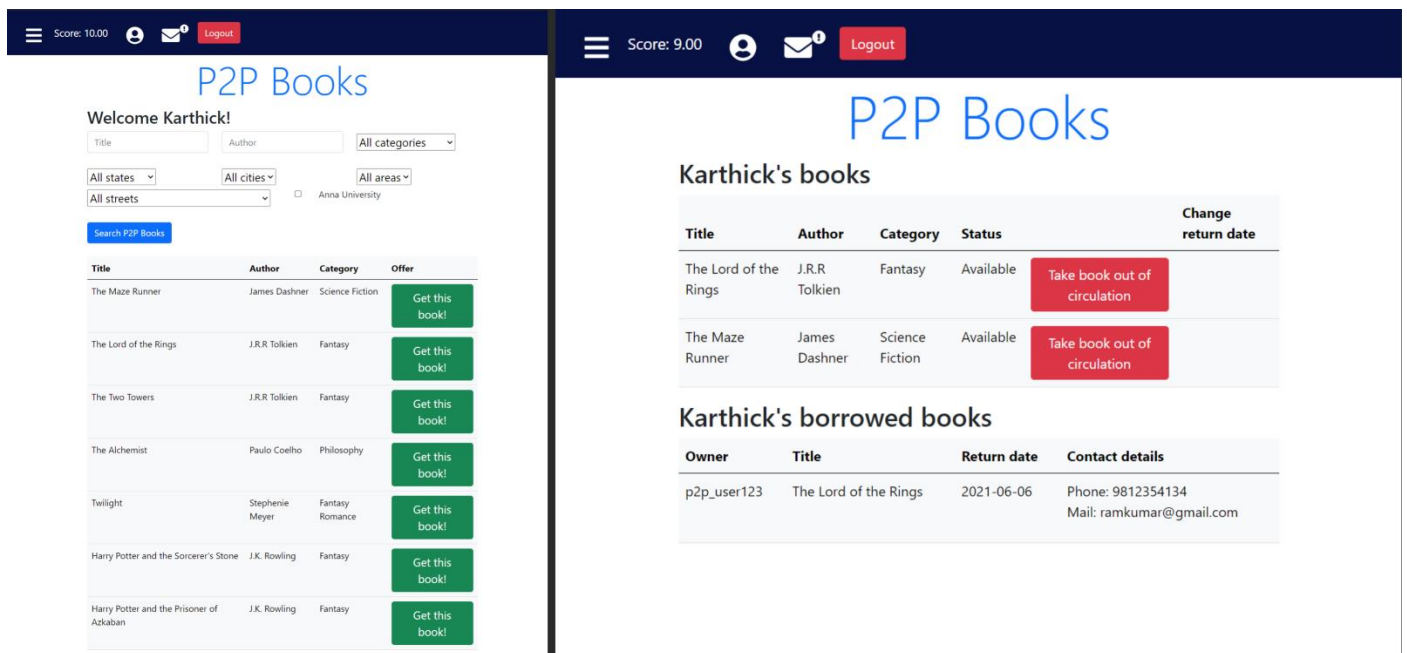 Score: 10.00 Logout
P2P Books
Welcome Karthick!
Title Author All categories
All states All cities All areas
All streets Anna University
Search P2P Books
Title Author Category Offer
The Maze Runner James Dashner Science Fiction Get this
book!
The Lord of the Rings J.R.R Tolkien Fantasy Get this
book!
The Two Towers J.R.R Tolkien Fantasy Get this
book!
The Alchemist Paulo Coelho Philosophy Get this
book!
Twilight Stephenie Fantasy Get this
Meyer Romance book!
Harry Potter and the Sorcerer's Stone J.K. Rowling Fantasy Get this
book!
Harry Potter and the Prisoner of J.K. Rowling Fantasy Get this
Azkaban book!
Score: 9.00 Logout
P2P Books
Karthick's books
Change
Title Author Category Status return date
The Lord of the J.R.R Fantasy Available Take book out of
Rings Tolkien circulation
The Maze James Science Available Take book out of
Runner Dashner Fiction circulation
Karthick's borrowed books
Owner Title Return date Contact details
p2p_user123 The Lord of the Rings 2021-06-06 Phone: 9812354134
Mail: ramkumar@gmail.com